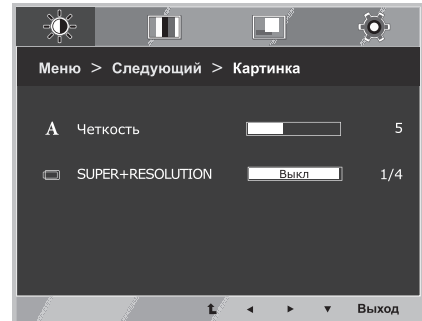 Меню > Следующий > Картинка
A Четкость 5
SUPER+RESOLUTION Выкл 1/4
Выход